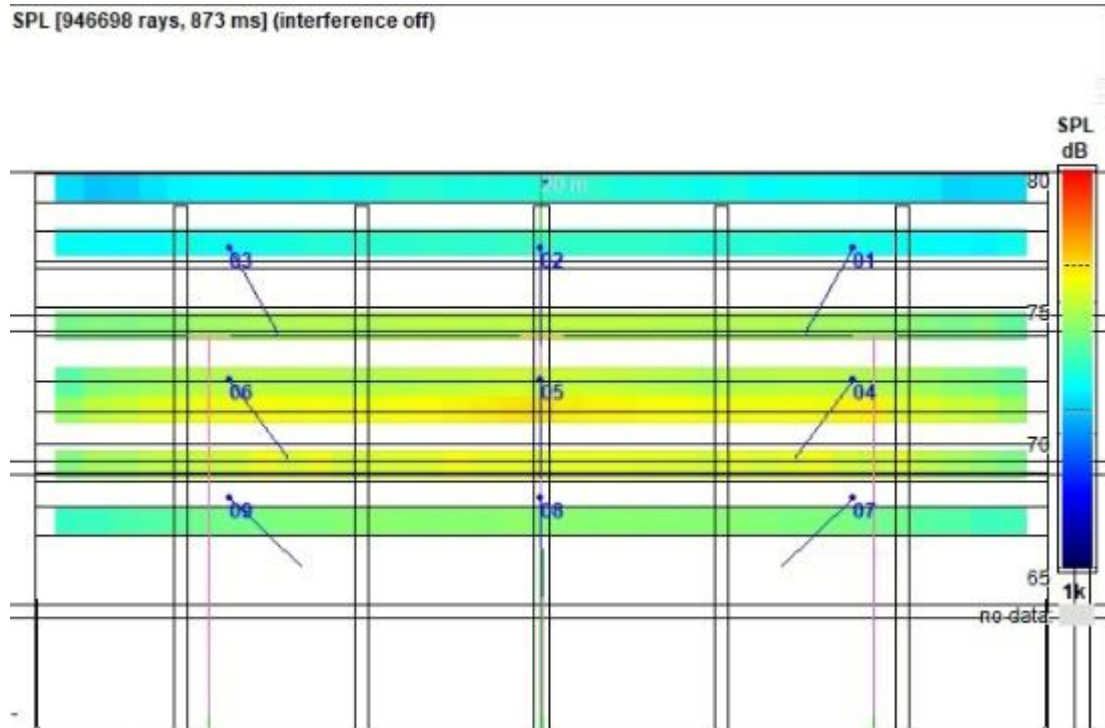 SPL [946698 rays, 873 ms] (interference off)
SPL
dB
80
20 m
03 02 01
75
06 05 04
70
09 08 07
65
1k
no data